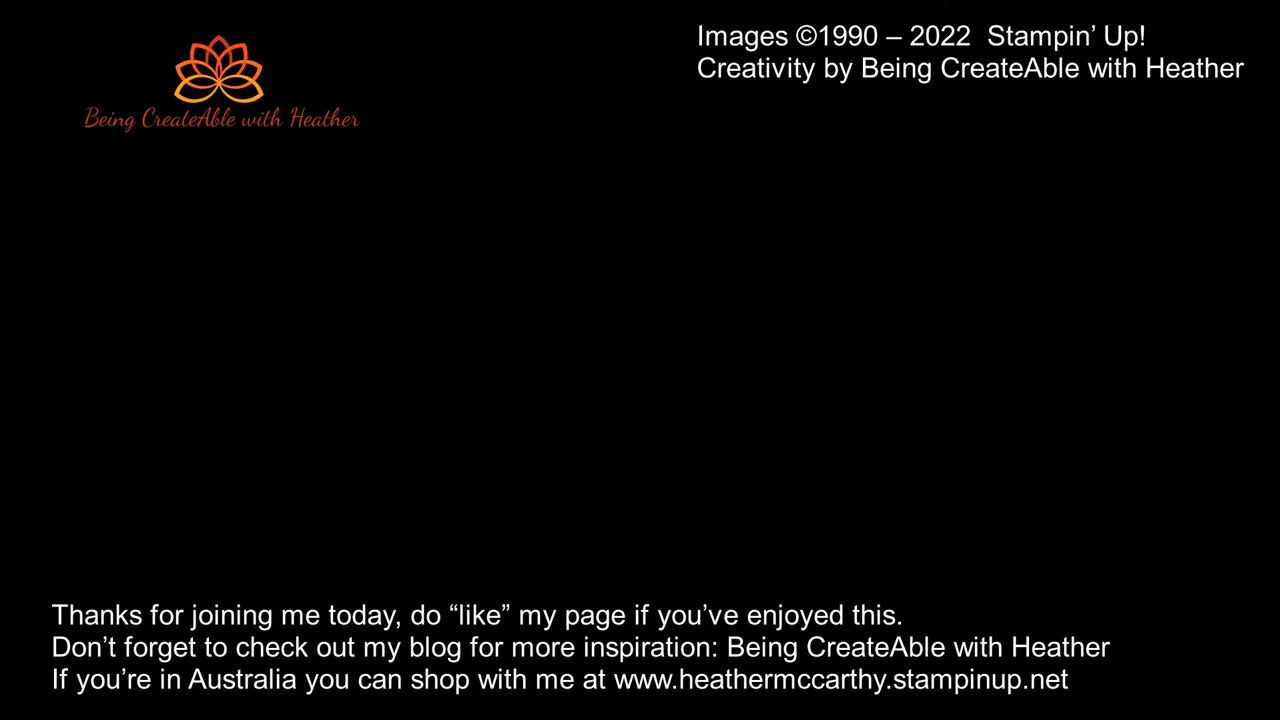 Being CreateAble with Heather
Images ©1990 – 2022  Stampin’ Up!
Creativity by Being CreateAble with Heather
Thanks for joining me today, do “like” my page if you’ve enjoyed this.
Don’t forget to check out my blog for more inspiration: Being CreateAble with Heather
If you’re in Australia you can shop with me at www.heathermccarthy.stampinup.net